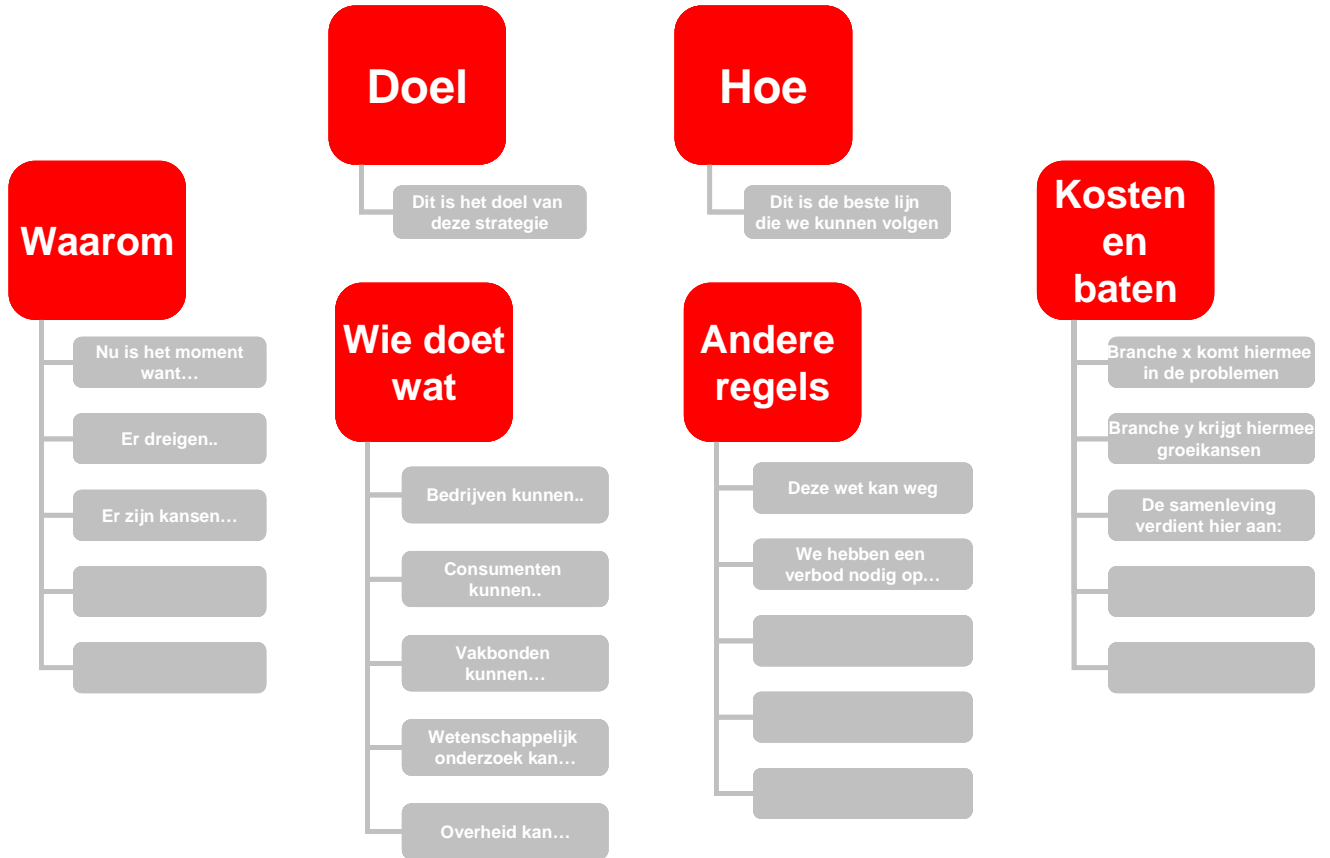 Doel
Dit is het doel van
deze strategie
Hoe
Dit is de beste lijn
die we kunnen volgen
Waarom
Nu is het moment
want…
Er dreigen..
Er zijn kansen…
Wie doet
wat
Bedrijven kunnen..
Consumenten
kunnen..
Vakbonden
kunnen…
Wetenschappelijk
onderzoek kan…
Overheid kan…
Andere
regels
Deze wet kan weg
We hebben een
verbod nodig op…
Kosten
en
baten
Branche x komt hiermee
in de problemen
Branche y krijgt hiermee
groeikansen
De samenleving
verdient hier aan: